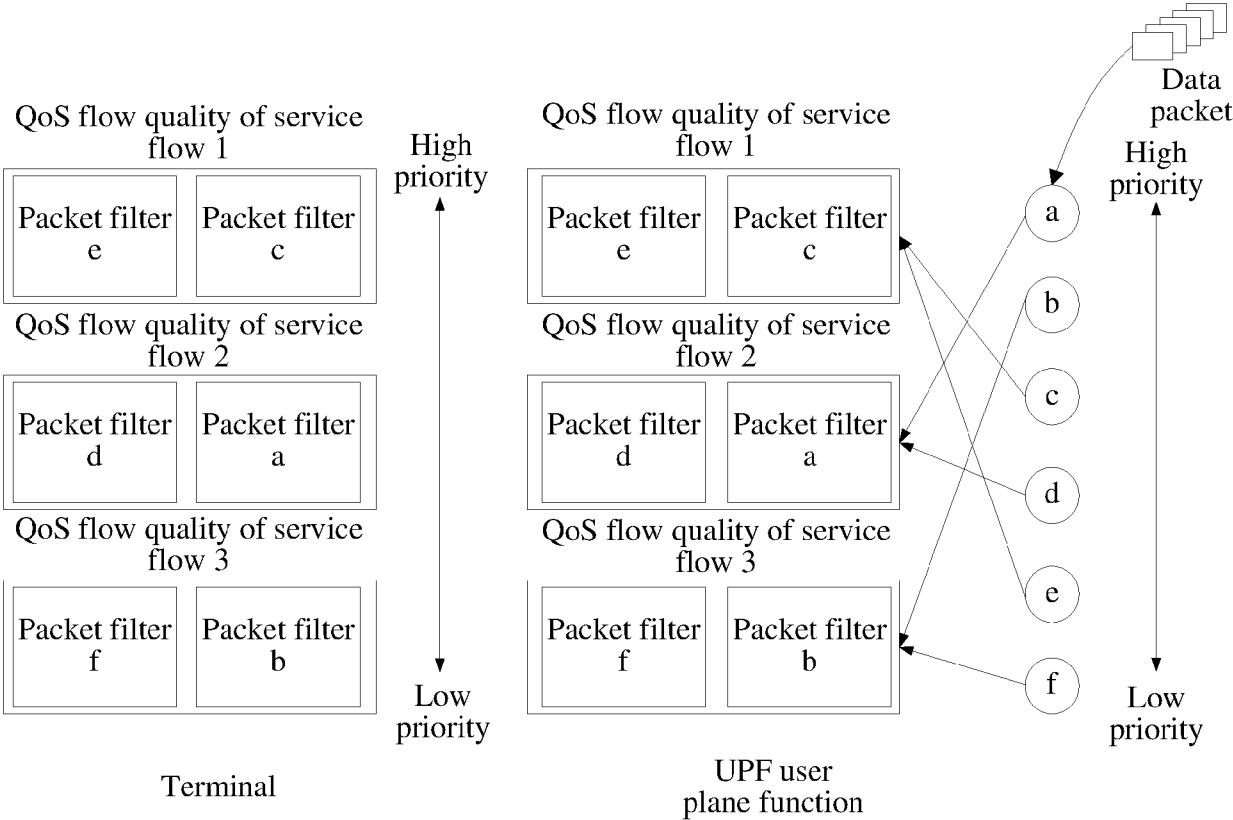 QoS flow quality of service
flow 1
Packet filter
e
Packet filter
c
QoS flow quality of service
flow 2
Packet filter
d
Packet filter
a
QoS flow quality of service
flow 3
Packet filter
f
Packet filter
b
Terminal
High
priority
Low
priority
QoS flow quality of service
flow 1
Packet filter
e
Packet filter
c
QoS flow quality of service
flow 2
Packet filter
d
Packet filter
a
QoS flow quality of service
flow 3
Packet filter
f
Packet filter
b
UPF user
plane function
a
b
c
d
e
f
Data
packet
High
priority
Low
priority